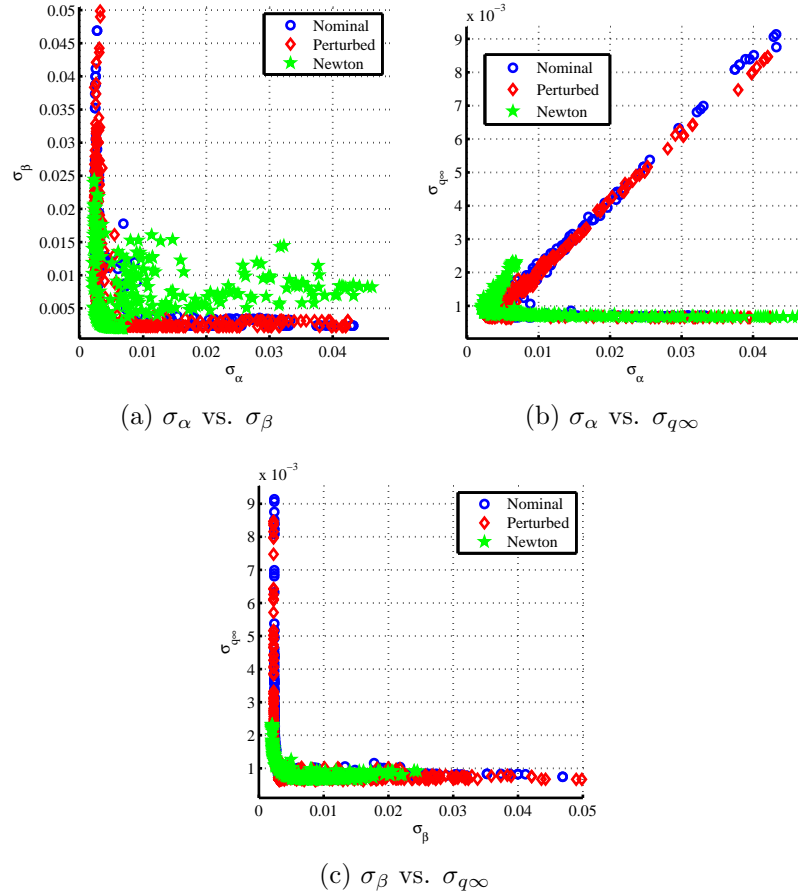 0.05
0.045
0.04
0.035
0.03
0.025
0.02
0.015
0.01
0.005
σβ
0
0.01
0.02
0.03
0.04
σα
Nominal
Perturbed
Newton
(a) σα vs. σβ
x 10⁻³
9
8
7
6
5
4
3
2
1
σq∞
0
0.01
0.02
0.03
0.04
σα
Nominal
Perturbed
Newton
(b) σα vs. σq∞
x 10⁻³
9
8
7
6
5
4
3
2
1
σq∞
0
0.01
0.02
0.03
0.04
0.05
σβ
Nominal
Perturbed
Newton
(c) σβ vs. σq∞